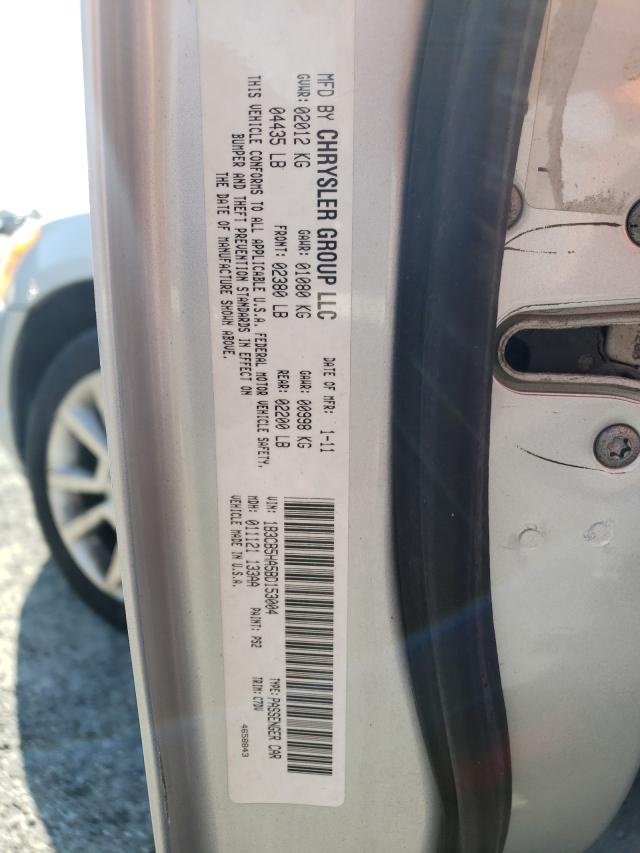 MFD BY CHRYSLER GROUP LLC
DATE OF MFR: 1-11
GVWR: 02012 KG
GAWR: 01080 KG
GAWR: 00998 KG
04435 LB
FRONT: 02380 LB
REAR: 02200 LB
THIS VEHICLE CONFORMS TO ALL APPLICABLE U.S.A. FEDERAL MOTOR VEHICLE SAFETY,
BUMPER AND THEFT PREVENTION STANDARDS IN EFFECT ON
THE DATE OF MANUFACTURE SHOWN ABOVE.
VIN: 1B3CB5HA5BD153004
TYPE: PASSENGER CAR
MDH: 011121 133AA
PAINT: PS2
TRIM: C7DV
VEHICLE MADE IN U.S.A.
4658843